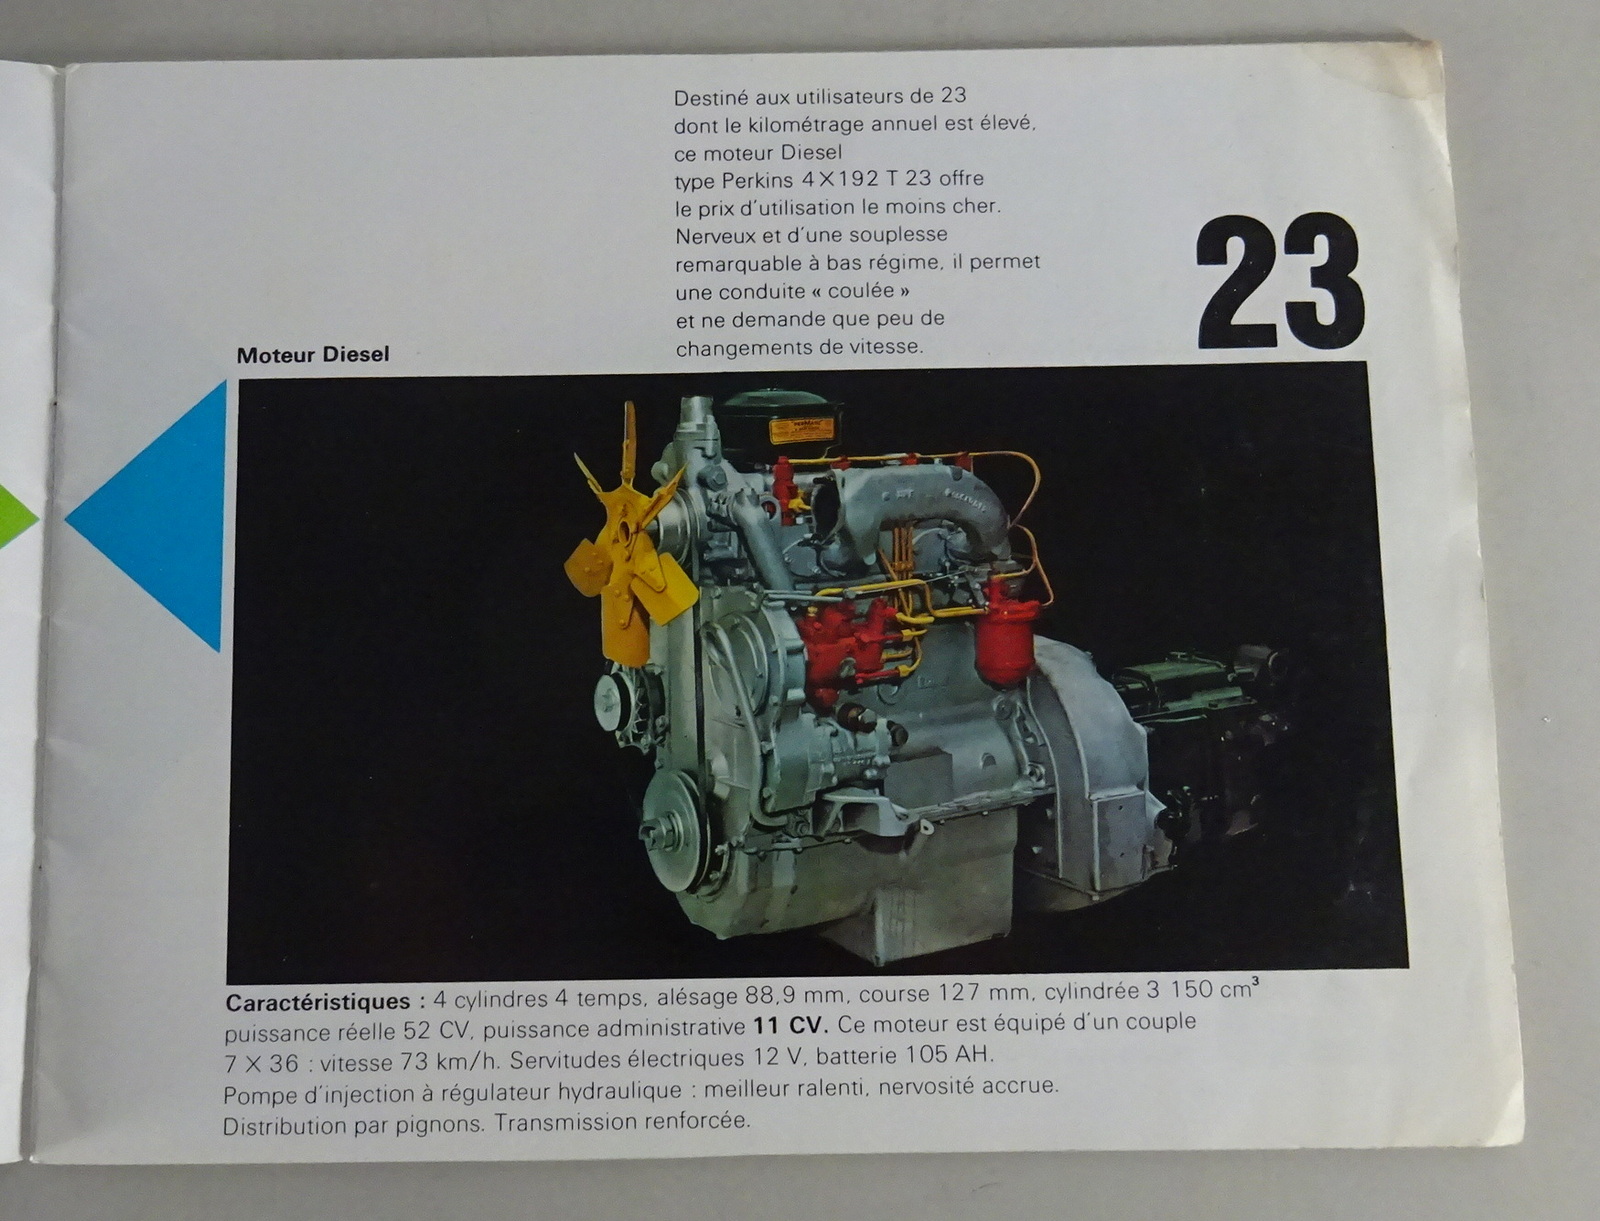 Destiné aux utilisateurs de 23
dont le kilométrage annuel est élevé,
ce moteur Diesel
type Perkins 4X192 T 23 offre
le prix d'utilisation le moins cher.
Nerveux et d'une souplesse
remarquable à bas régime, il permet
une conduite « coulée »
et ne demande que peu de
changements de vitesse.
23
Moteur Diesel
Caractéristiques : 4 cylindres 4 temps, alésage 88,9 mm, course 127 mm, cylindrée 3 150 cm³
puissance réelle 52 CV, puissance administrative 11 CV. Ce moteur est équipé d'un couple
7 X 36 : vitesse 73 km/h. Servitudes électriques 12 V, batterie 105 AH.
Pompe d'injection à régulateur hydraulique : meilleur ralenti, nervosité accrue.
Distribution par pignons. Transmission renforcée.